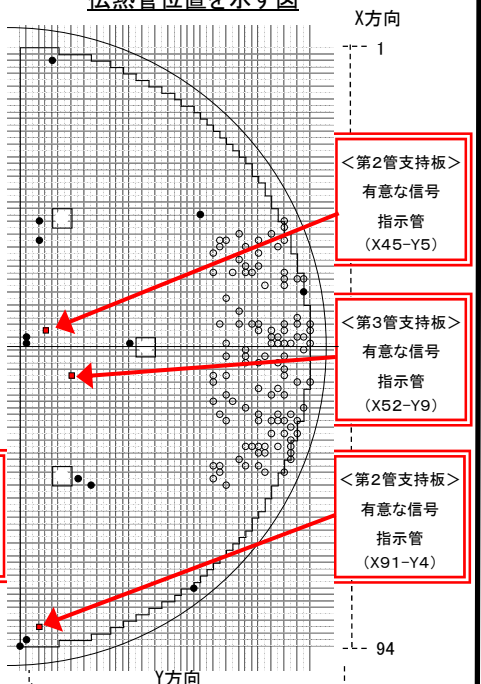 伝熱管位置を示す図
X方向
1
<第2管支持板>
有意な信号
指示管
(X45-Y5)
<第3管支持板>
有意な信号
指示管
(X52-Y9)
<第2管支持板>
有意な信号
指示管
(X91-Y4)
94
Y方向